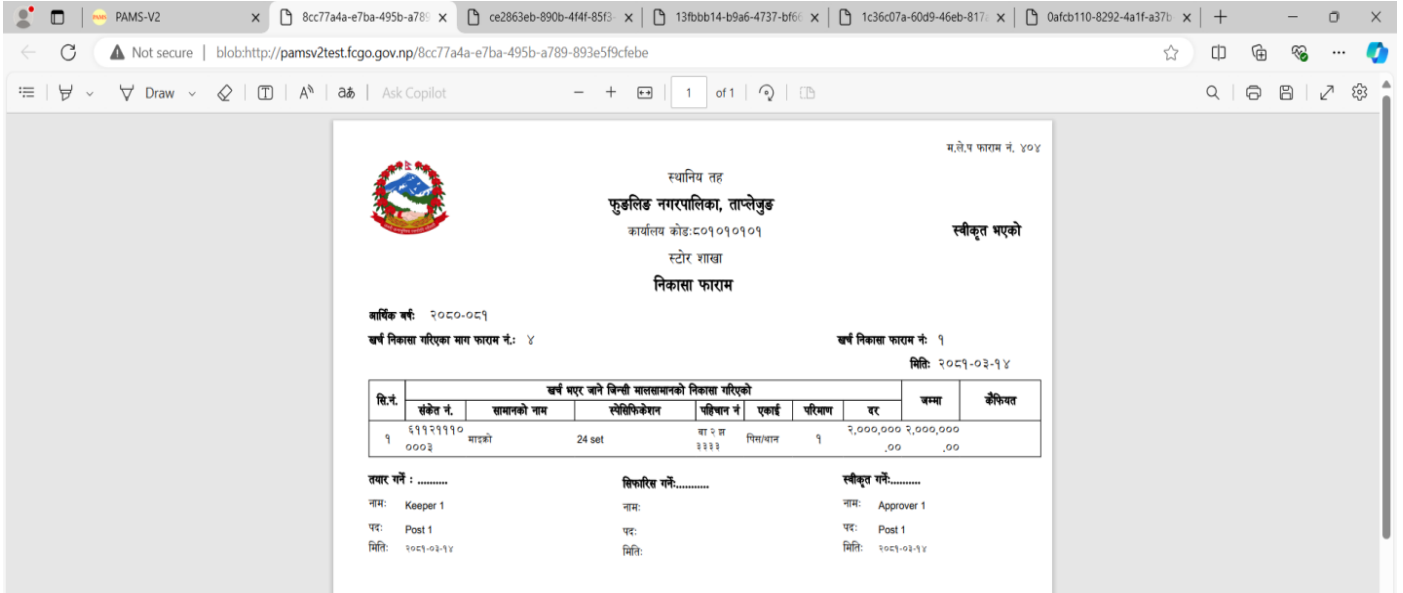 PAMS-V2
8cc77a4a-e7ba-495b-a789
ce2863eb-890b-4f4f-85f3-
13fbbb14-b9a6-4737-bf66
1c36c07a-60d9-46eb-817
0afcb110-8292-4a1f-a37b
Not secure | blob:http://pamsv2test.fcgo.gov.np/8cc77a4a-e7ba-495b-a789-893e5f9cfebe
Draw
Ask Copilot
1 of 1
म.ले.प फाराम नं. ४०४
स्थानिय तह
फुङलिङ नगरपालिका, ताप्लेजुङ
कार्यालय कोड:८०१०१०१०१
स्वीकृत भएको
स्टोर शाखा
निकासा फाराम
आर्थिक बर्ष: २०८०-०८१
खर्च निकासा गरिएका माग फाराम नं.: ४
खर्च निकासा फाराम नं: १
मिति: २०८१-०३-१४
सि.नं. खर्च भएर जाने जिन्सी मालसामानको निकासा गरिएको जम्मा कैफियत
संकेत नं. सामानको नाम स्पेसिफिकेशन पहिचान नं एकाई परिमाण दर
१ ६११२१११० माइक्रो 24 set बा २ झ पिस/थान १ २,०००,००० २,०००,०००
०००३ ३३३३ .०० .००
तयार गर्ने : ..........
सिफारिस गर्ने:...........
स्वीकृत गर्ने:..........
नाम: Keeper 1
नाम:
नाम: Approver 1
पद: Post 1
पद:
पद: Post 1
मिति: २०८१-०३-१४
मिति:
मिति: २०८१-०३-१४